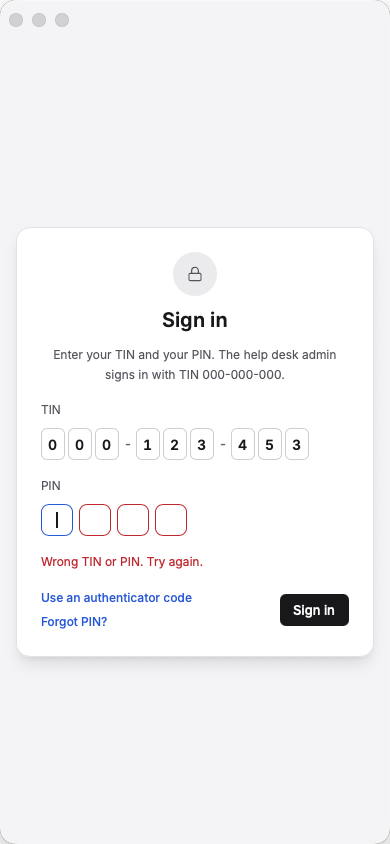 Sign in
Enter your TIN and your PIN. The help desk admin
signs in with TIN 000-000-000.
TIN
0 0 0 - 1 2 3 - 4 5 3
PIN
Wrong TIN or PIN. Try again.
Use an authenticator code
Sign in
Forgot PIN?